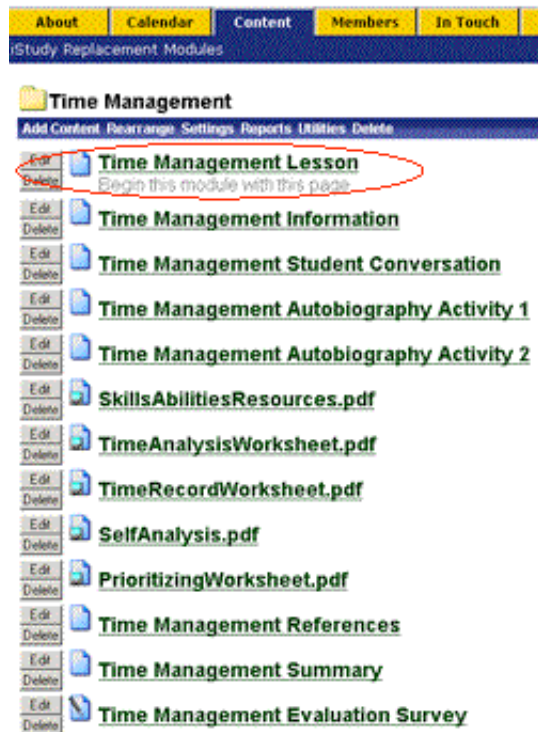 About Calendar Content Members In Touch
iStudy Replacement Modules
Time Management
Add Content Rearrange Settings Reports Utilities Delete
Edit
Delete
Time Management Lesson
Begin this module with this page
Edit
Delete
Time Management Information
Edit
Delete
Time Management Student Conversation
Edit
Delete
Time Management Autobiography Activity 1
Edit
Delete
Time Management Autobiography Activity 2
Edit
Delete
SkillsAbilitiesResources.pdf
Edit
Delete
TimeAnalysisWorksheet.pdf
Edit
Delete
TimeRecordWorksheet.pdf
Edit
Delete
SelfAnalysis.pdf
Edit
Delete
PrioritizingWorksheet.pdf
Edit
Delete
Time Management References
Edit
Delete
Time Management Summary
Edit
Delete
Time Management Evaluation Survey